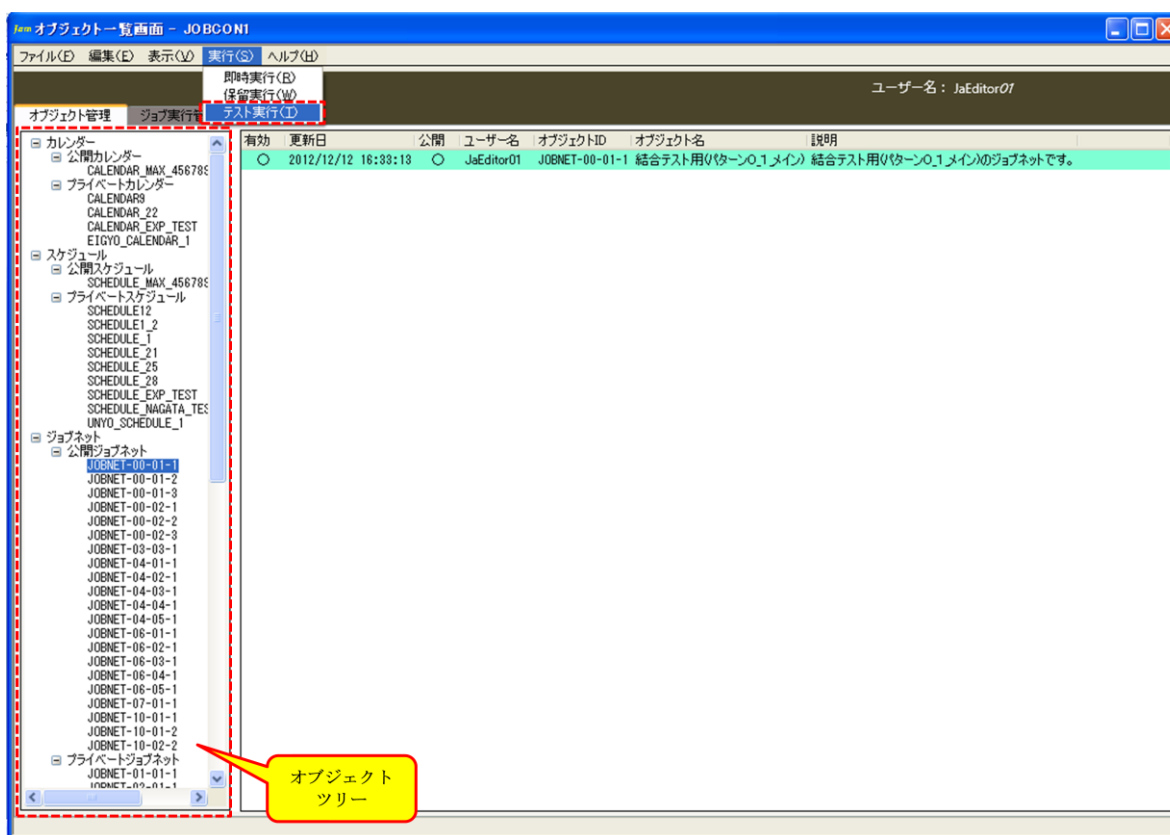 Jam オブジェクト一覧画面 - JOBCON1
ファイル(F) 編集(E) 表示(V) 実行(S) ヘルプ(H)
即時実行(R)
保留実行(W)
テスト実行(T)
ユーザー名： JaEditor01
オブジェクト管理 ジョブ実行
カレンダー
公開カレンダー
CALENDAR_MAX_45678
プライベートカレンダー
CALENDAR9
CALENDAR_22
CALENDAR_EXP_TEST
EIGYO_CALENDAR_1
スケジュール
公開スケジュール
SCHEDULE_MAX_45678
プライベートスケジュール
SCHEDULE12
SCHEDULE1_2
SCHEDULE_1
SCHEDULE_21
SCHEDULE_25
SCHEDULE_28
SCHEDULE_EXP_TEST
SCHEDULE_NAGATA_TES
UNYO_SCHEDULE_1
ジョブネット
公開ジョブネット
JOBNET-00-01-1
JOBNET-00-01-2
JOBNET-00-01-3
JOBNET-00-02-1
JOBNET-00-02-2
JOBNET-00-02-3
JOBNET-03-03-1
JOBNET-04-01-1
JOBNET-04-02-1
JOBNET-04-03-1
JOBNET-04-04-1
JOBNET-04-05-1
JOBNET-06-01-1
JOBNET-06-02-1
JOBNET-06-03-1
JOBNET-06-04-1
JOBNET-06-05-1
JOBNET-07-01-1
JOBNET-10-01-1
JOBNET-10-01-2
JOBNET-10-02-2
プライベートジョブネット
JOBNET-01-01-1
JOBNET-02-01-1
有効 更新日 公開 ユーザー名 オブジェクトID オブジェクト名 説明
○ 2012/12/12 16:33:13 ○ JaEditor01 JOBNET-00-01-1 結合テスト用(パターン0_1_メイン) 結合テスト用(パターン0_1_メイン)のジョブネットです。
オブジェクト
ツリー